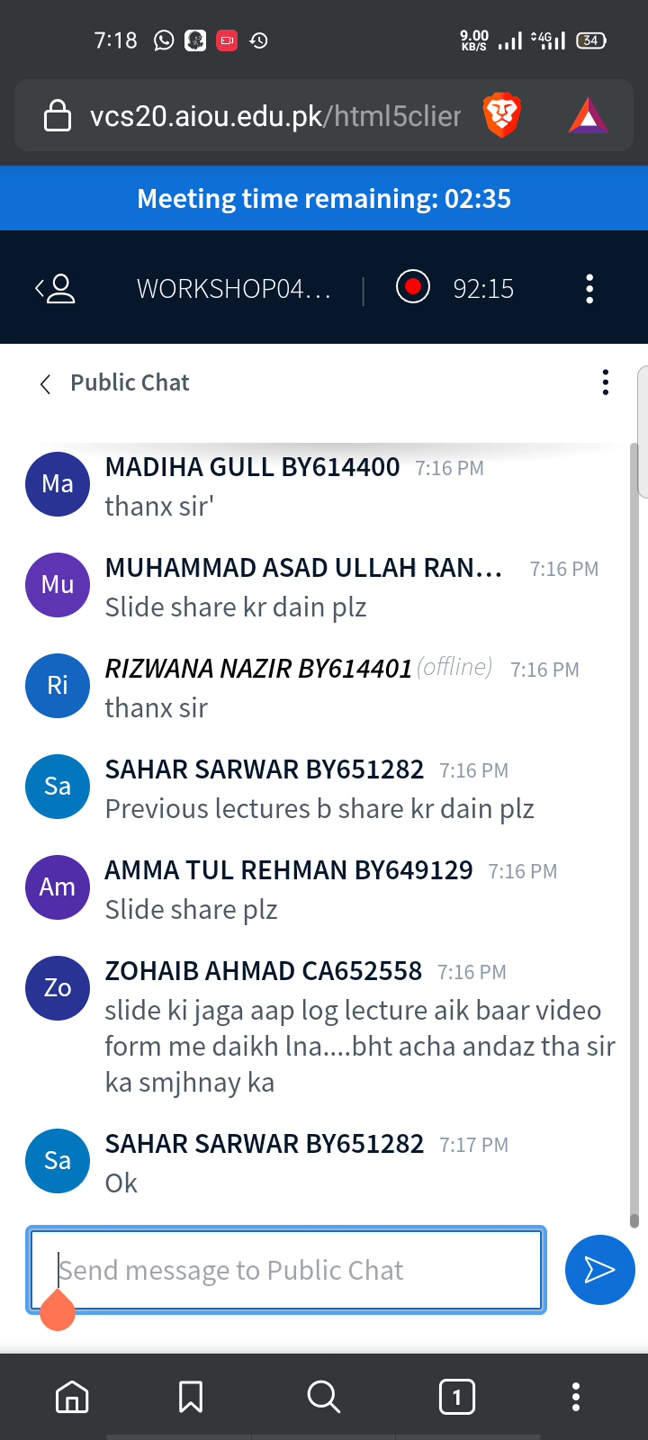 7:18
9.00
KB/S
4G
34
vcs20.aiou.edu.pk/html5clier
Meeting time remaining: 02:35
WORKSHOP04... | 92:15
Public Chat
Ma
MADIHA GULL BY614400 7:16 PM
thanx sir'
Mu
MUHAMMAD ASAD ULLAH RAN... 7:16 PM
Slide share kr dain plz
Ri
RIZWANA NAZIR BY614401 (offline) 7:16 PM
thanx sir
Sa
SAHAR SARWAR BY651282 7:16 PM
Previous lectures b share kr dain plz
Am
AMMA TUL REHMAN BY649129 7:16 PM
Slide share plz
Zo
ZOHAIB AHMAD CA652558 7:16 PM
slide ki jaga aap log lecture aik baar video
form me daikh lna....bht acha andaz tha sir
ka smjhnay ka
Sa
SAHAR SARWAR BY651282 7:17 PM
Ok
Send message to Public Chat
1